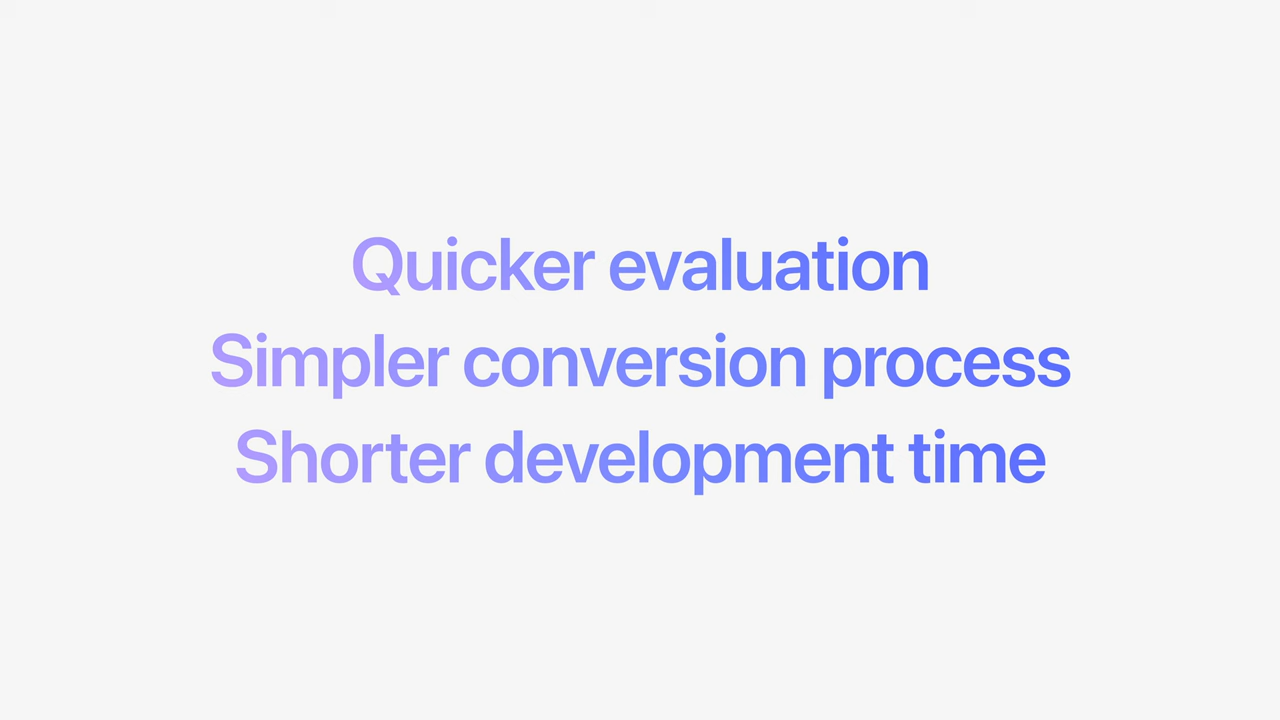 Quicker evaluation
Simpler conversion process
Shorter development time